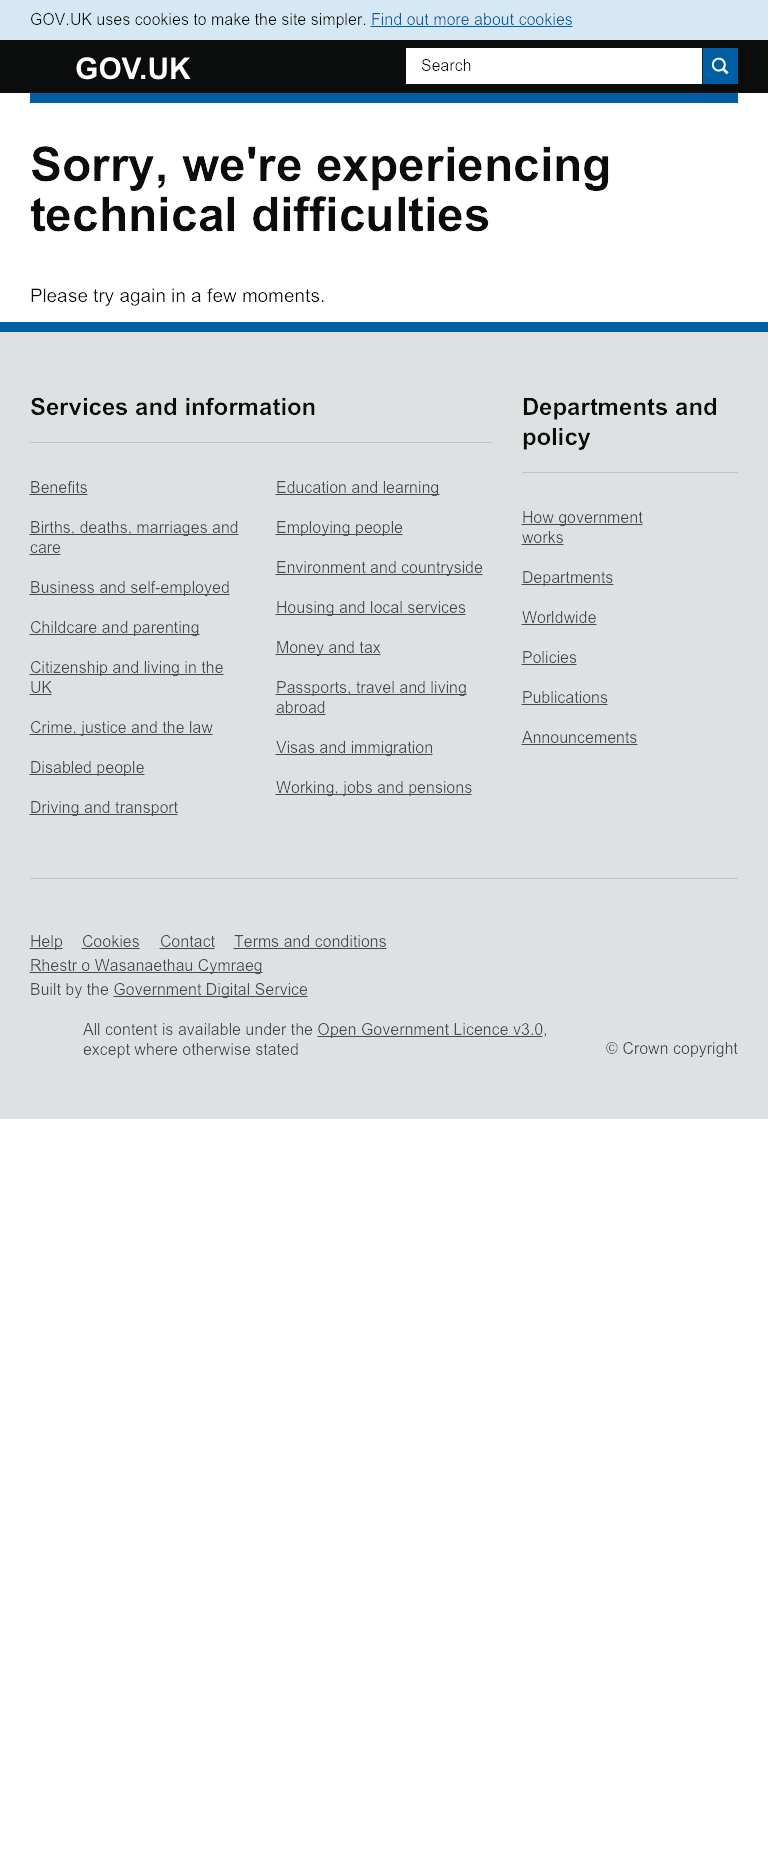 GOV.UK uses cookies to make the site simpler. Find out more about cookies
GOV.UK
Search
Sorry, we're experiencing
technical difficulties
Please try again in a few moments.
Services and information
Benefits
Births, deaths, marriages and
care
Business and self-employed
Childcare and parenting
Citizenship and living in the
UK
Crime, justice and the law
Disabled people
Driving and transport
Education and learning
Employing people
Environment and countryside
Housing and local services
Money and tax
Passports, travel and living
abroad
Visas and immigration
Working, jobs and pensions
Departments and
policy
How government
works
Departments
Worldwide
Policies
Publications
Announcements
Help Cookies Contact Terms and conditions
Rhestr o Wasanaethau Cymraeg
Built by the Government Digital Service
All content is available under the Open Government Licence v3.0,
except where otherwise stated
© Crown copyright